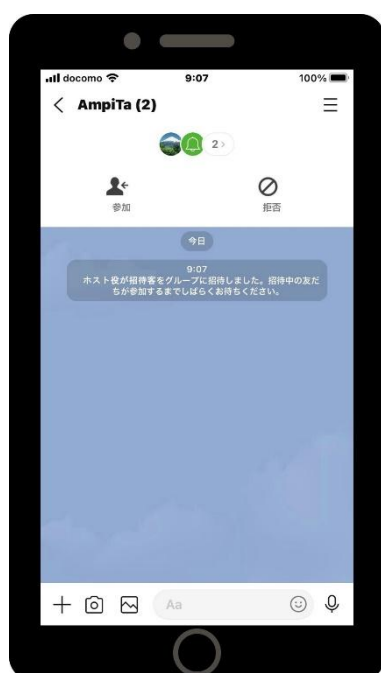 docomo 9:07 100%
AmpiTa (2)
2
参加 拒否
今日
9:07
ホスト役が招待客をグループに招待しました。招待中の友だ
ちが参加するまでしばらくお待ちください。
Aa